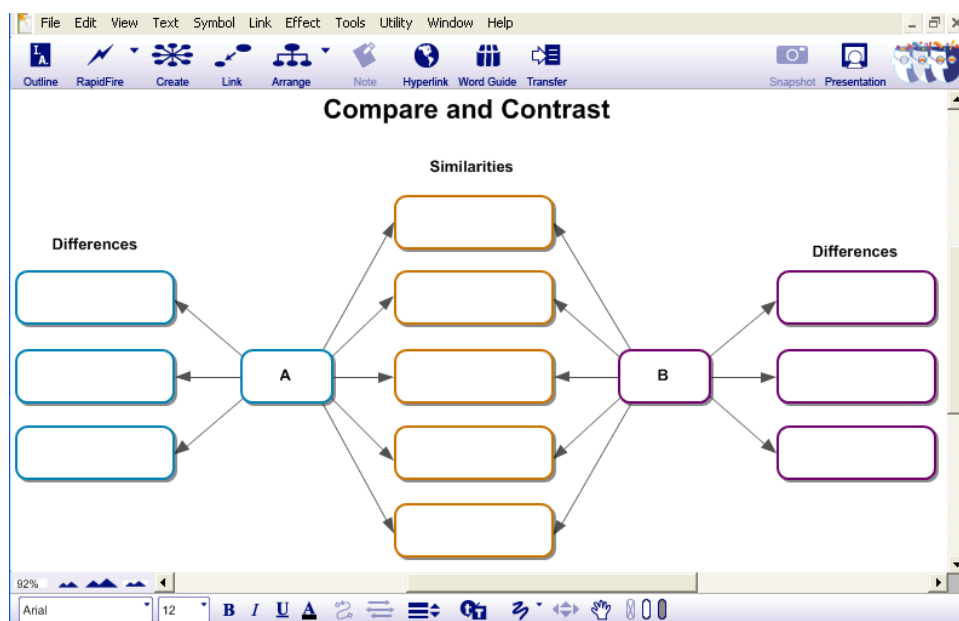 File Edit View Text Symbol Link Effect Tools Utility Window Help
I A.
Outline RapidFire Create Link Arrange Note Hyperlink Word Guide Transfer Snapshot Presentation
Compare and Contrast
Similarities
Differences
Differences
A
B
92%
Arial 12 B I U A